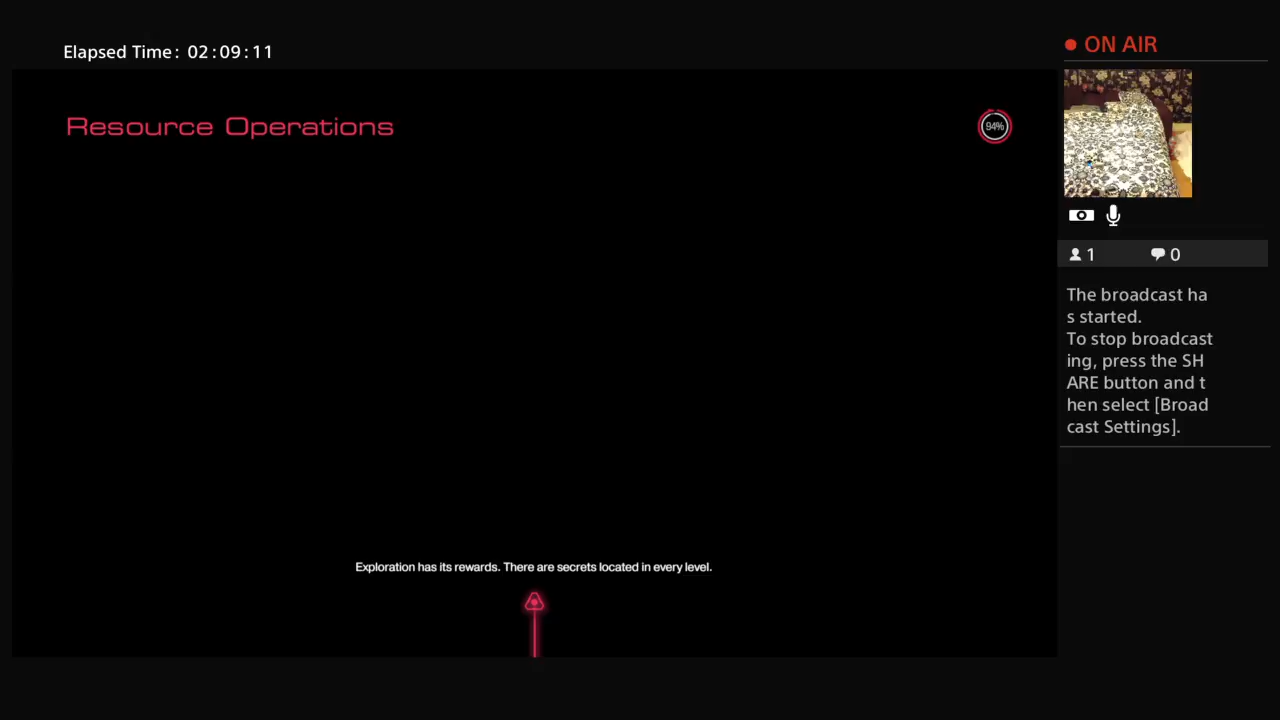 Elapsed Time: 02:09:11
ON AIR
Resource Operations
94%
1 0
The broadcast ha
s started.
To stop broadcast
ing, press the SH
ARE button and t
hen select [Broad
cast Settings].
Exploration has its rewards. There are secrets located in every level.